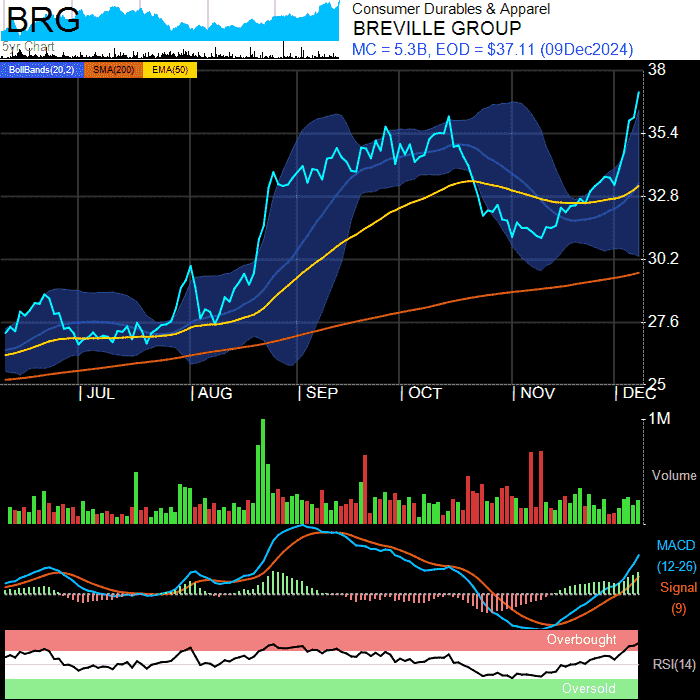 BRG
5yr Chart
Consumer Durables & Apparel
BREVILLE GROUP
MC = 5.3B, EOD = $37.11 (09Dec2024)
BollBands(20,2) SMA(200) EMA(50)
38
35.4
32.8
30.2
27.6
25
JUL AUG SEP OCT NOV DEC
1M
Volume
MACD
(12-26)
Signal
(9)
Overbought
RSI(14)
Oversold